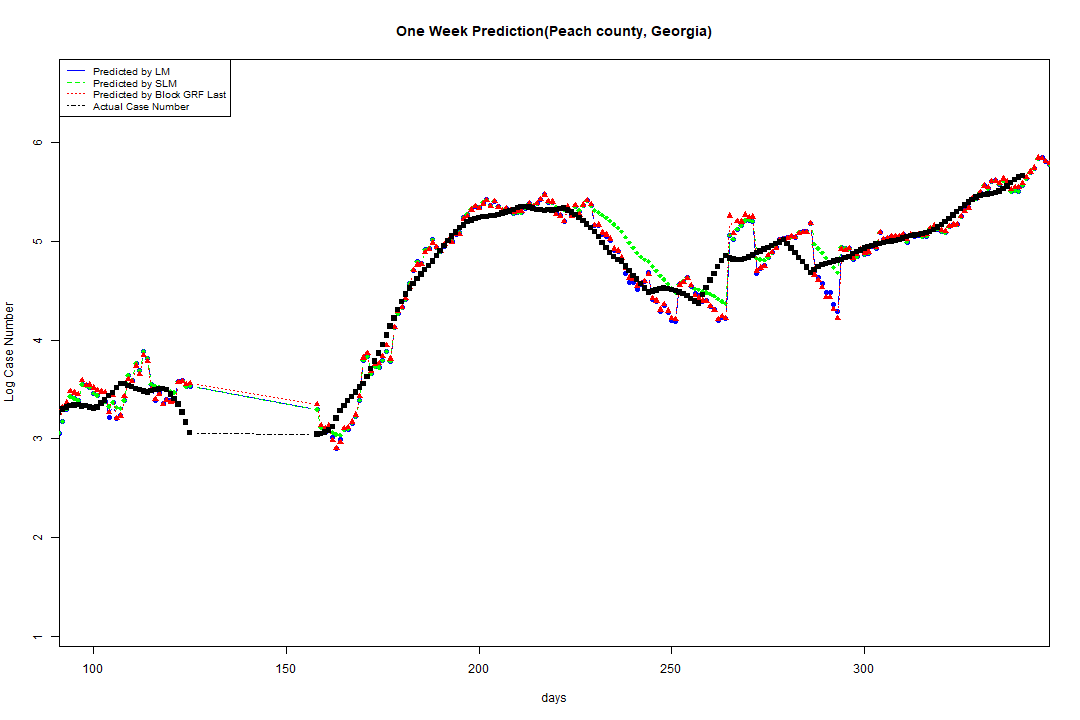 One Week Prediction(Peach county, Georgia)
Predicted by LM
Predicted by SLM
Predicted by Block GRF Last
Actual Case Number
6
5
4
3
2
1
Log Case Number
100 150 200 250 300
days